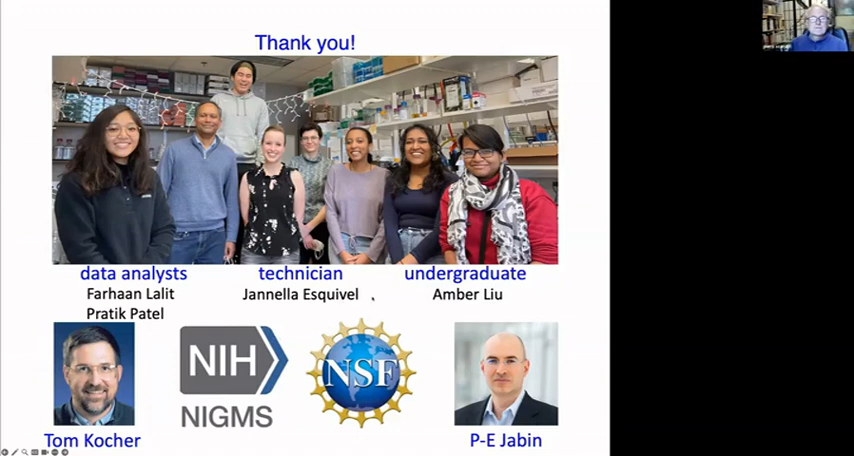 Thank you!
data analysts
Farhaan Lalit
Pratik Patel
technician
Jannella Esquivel
undergraduate
Amber Liu
NIH
NIGMS
NSF
Tom Kocher
P-E Jabin